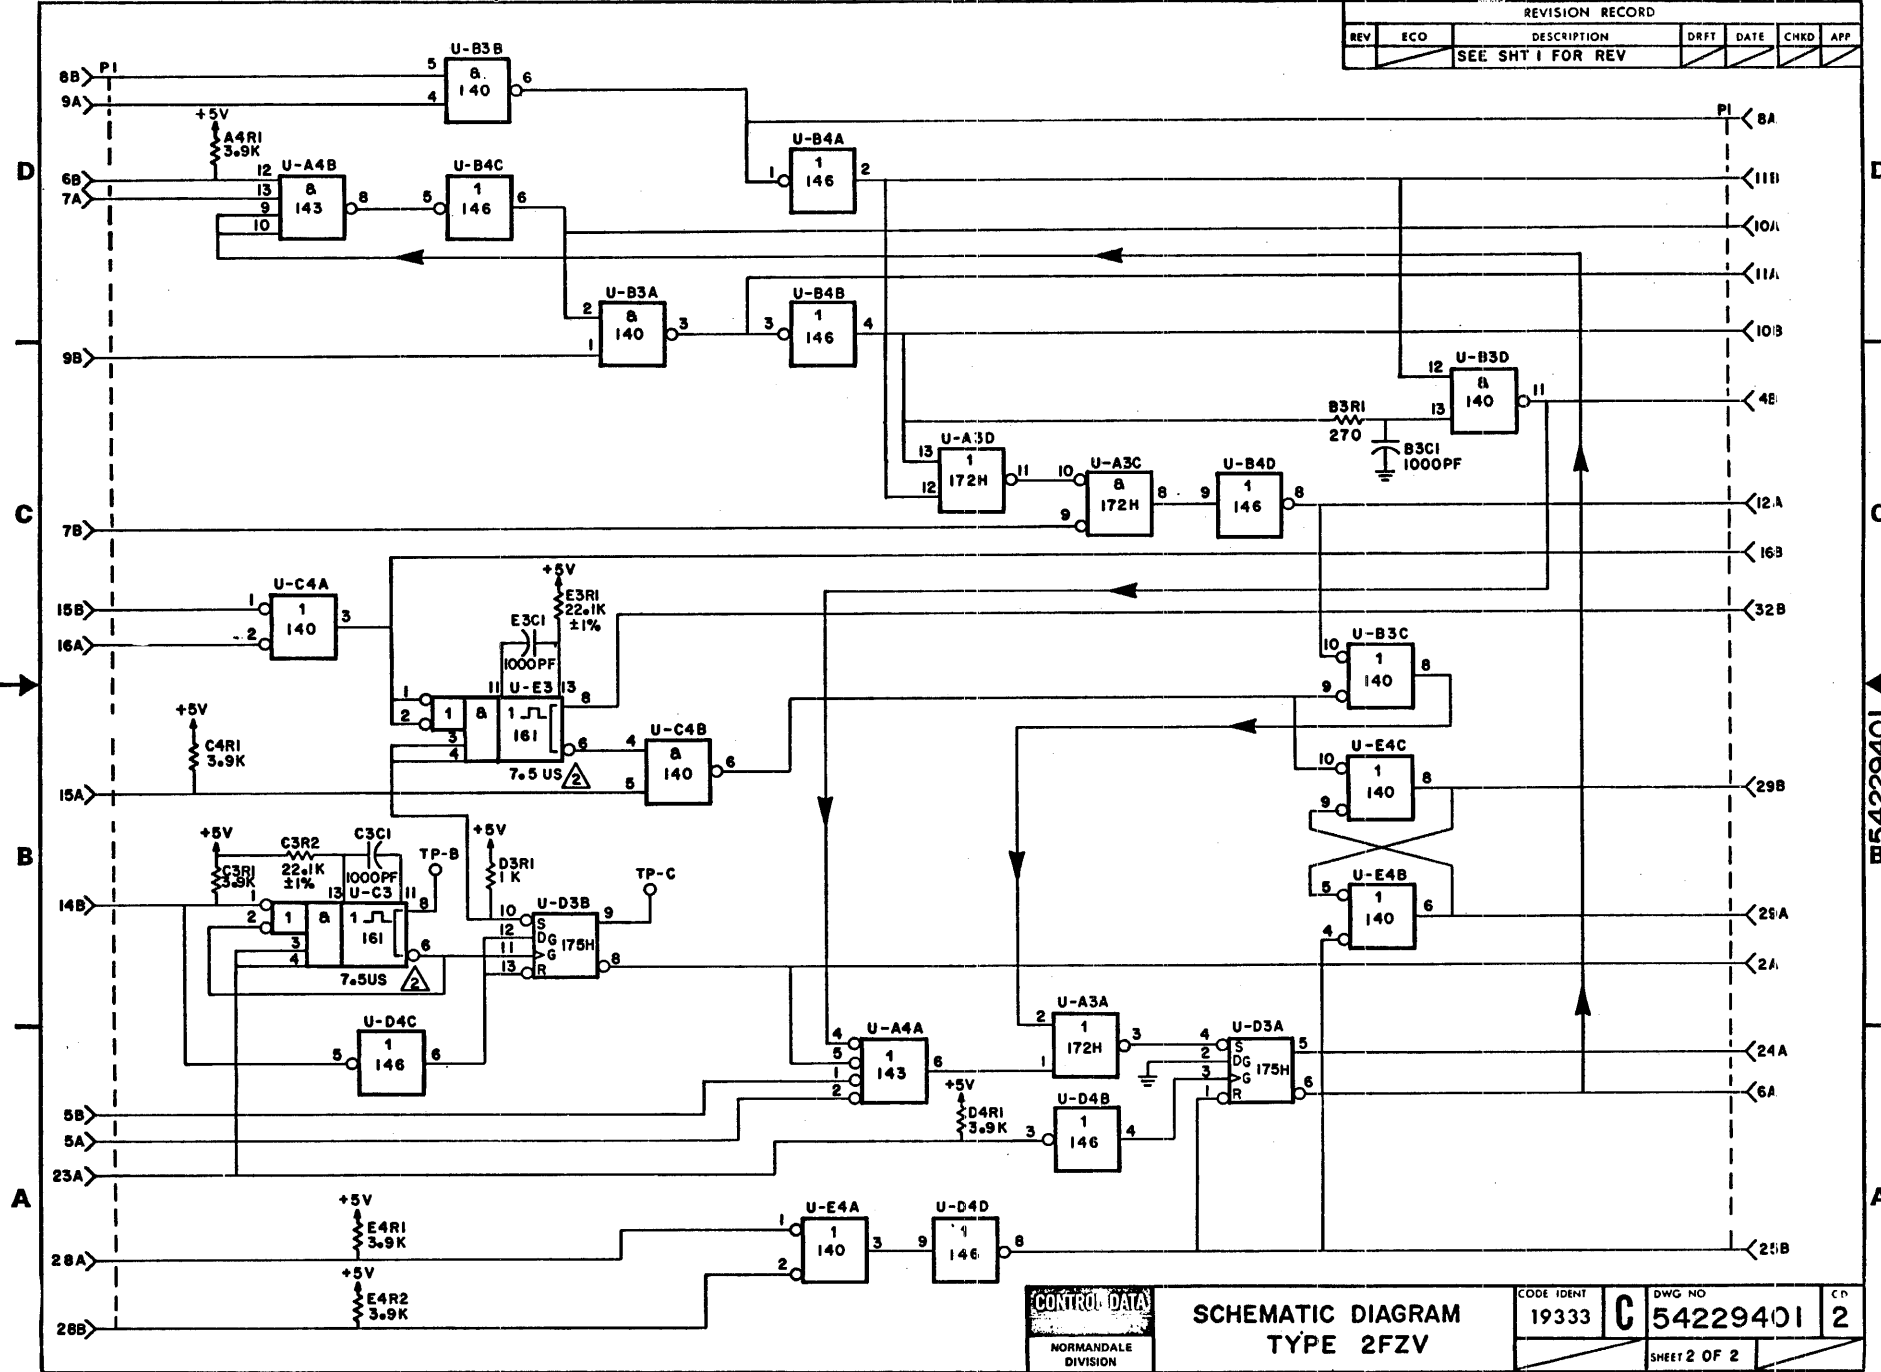 REVISION RECORD
REV ECO DESCRIPTION DRFT DATE CHKD APP
SEE SHT 1 FOR REV
U-B3B
8B P1 5 & 6
9A 4 140
+5V
A4R1
3.9K
P1 8A
D
U-A4B U-B4C U-B4A
6B 12 & 8 5 1 6 1 1 2 11B
7A 13 143 146 146
9
10
10A
11A
U-B3A U-B4B
2 & 3 3 1 4 10B
9B 1 140 146
U-B3D
12 & 11 4B
B3R1 13 140
270
B3C1
1000PF
U-A3D U-A3C U-B4D
13 1 11 10 & 8 9 1 8 12A
12 172H 172H 146
C
7B 9
16B
U-C4A
15B 1 1 3
16A 2 140
+5V
E3R1
22.1K
±1%
E3C1
1000PF
32B
U-B3C
10 1 8
9 140
11 U-E3 13 8
1 1 & 1
2 161
3 6
4 7.5 US 2
+5V
C4R1
3.9K
U-C4B
4 & 6
15A 5 140
U-E4C
10 1 8 29B
9 140
B
+5V
C3R1
3.9K
C3R2
22.1K
±1%
C3C1
1000PF
TP-B
+5V
D3R1
1K
TP-C
13 U-C3 11
14B 1 1 & 1 8
2 161
3 6
4 7.5US 2
U-D3B
10 S 9
12 DG 175H
11 G
13 R 8
U-E4B
5 1 6 29A
4 140
2A
U-D4C
5 1 6
146
U-A4A
4 1 6
5 143
1
2
U-A3A
2 1 3
1 172H
U-D3A
4 S 5 24A
2 DG 175H
3 G
1 R 6 6A
+5V
D4R1
3.9K
U-D4B
3 1 4
146
5B
5A
23A
A
+5V
E4R1
3.9K
28A
+5V
E4R2
3.9K
28B
U-E4A U-D4D
1 1 3 9 1 8 25B
2 140 146
CONTROL DATA
NORMANDALE
DIVISION
SCHEMATIC DIAGRAM
TYPE 2FZV
CODE IDENT
19333
C
DWG NO
54229401
CD
2
SHEET 2 OF 2